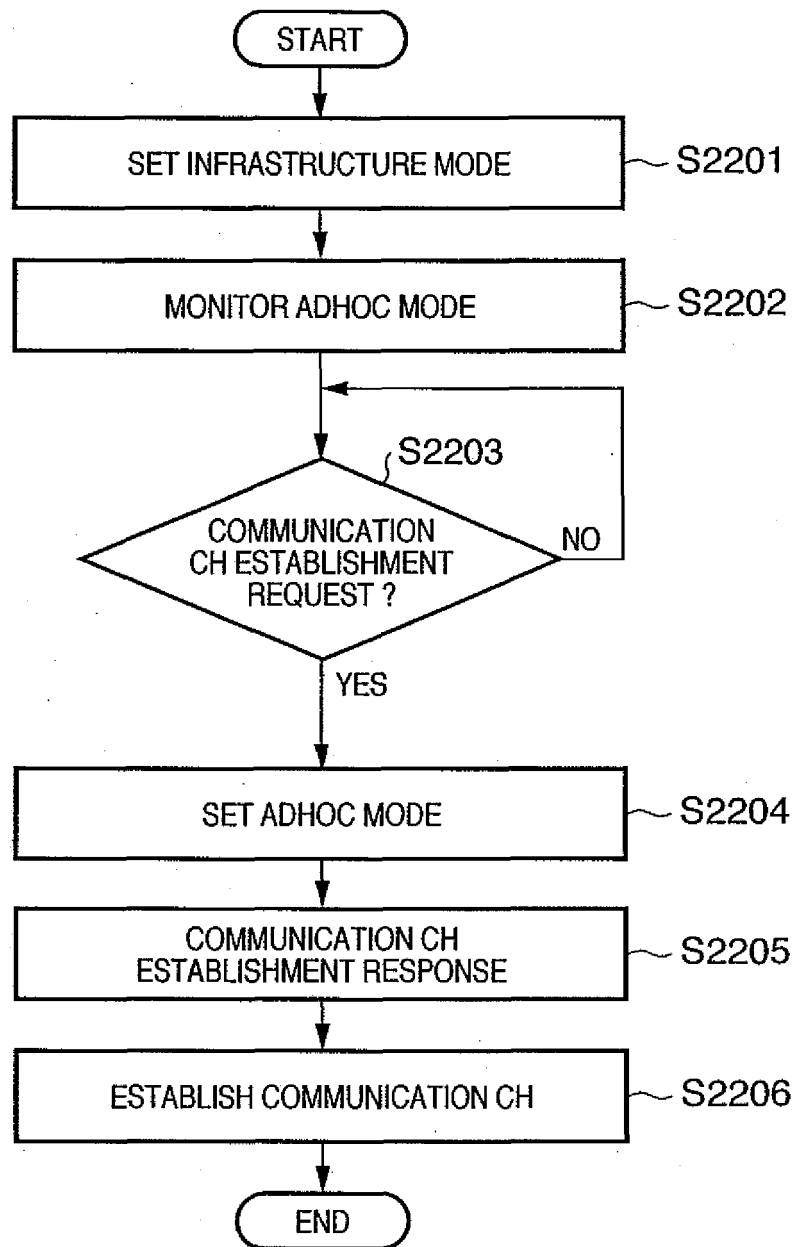 START
SET INFRASTRUCTURE MODE
S2201
MONITOR ADHOC MODE
S2202
S2203
COMMUNICATION
CH ESTABLISHMENT
REQUEST ?
NO
YES
SET ADHOC MODE
S2204
COMMUNICATION CH
ESTABLISHMENT RESPONSE
S2205
ESTABLISH COMMUNICATION CH
S2206
END